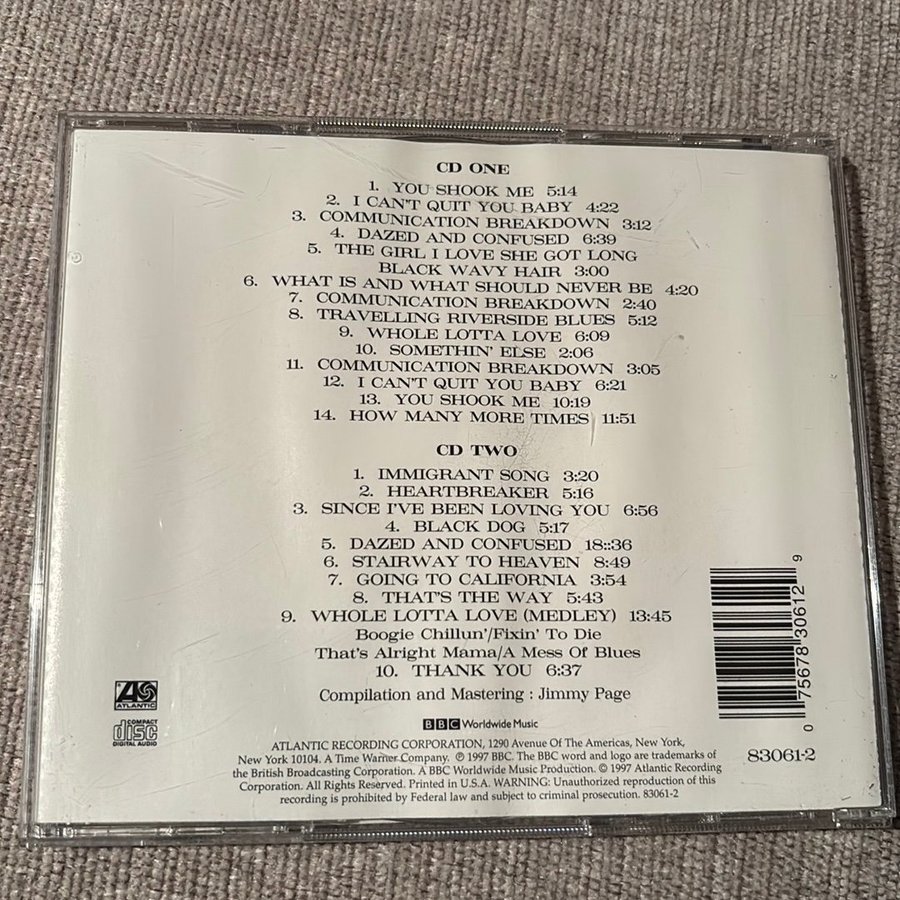 CD ONE
1. YOU SHOOK ME 5:14
2. I CAN'T QUIT YOU BABY 4:22
3. COMMUNICATION BREAKDOWN 3:12
4. DAZED AND CONFUSED 6:39
5. THE GIRL I LOVE SHE GOT LONG
BLACK WAVY HAIR 3:00
6. WHAT IS AND WHAT SHOULD NEVER BE 4:20
7. COMMUNICATION BREAKDOWN 2:40
8. TRAVELLING RIVERSIDE BLUES 5:12
9. WHOLE LOTTA LOVE 6:09
10. SOMETHIN' ELSE 2:06
11. COMMUNICATION BREAKDOWN 3:05
12. I CAN'T QUIT YOU BABY 6:21
13. YOU SHOOK ME 10:19
14. HOW MANY MORE TIMES 11:51
CD TWO
1. IMMIGRANT SONG 3:20
2. HEARTBREAKER 5:16
3. SINCE I'VE BEEN LOVING YOU 6:56
4. BLACK DOG 5:17
5. DAZED AND CONFUSED 18::36
6. STAIRWAY TO HEAVEN 8:49
7. GOING TO CALIFORNIA 3:54
8. THAT'S THE WAY 5:43
9. WHOLE LOTTA LOVE (MEDLEY) 13:45
Boogie Chillun'/Fixin' To Die
That's Alright Mama/A Mess Of Blues
10. THANK YOU 6:37
Compilation and Mastering : Jimmy Page
ATLANTIC
COMPACT
disc
DIGITAL AUDIO
BBC Worldwide Music
ATLANTIC RECORDING CORPORATION, 1290 Avenue Of The Americas, New York,
New York 10104. A Time Warner Company. ℗ 1997 BBC. The BBC word and logo are trademarks of
the British Broadcasting Corporation. A BBC Worldwide Music Production. © 1997 Atlantic Recording
Corporation. All Rights Reserved. Printed in U.S.A. WARNING: Unauthorized reproduction of this
recording is prohibited by Federal law and subject to criminal prosecution. 83061-2
0 75678 30612 9
83061-2